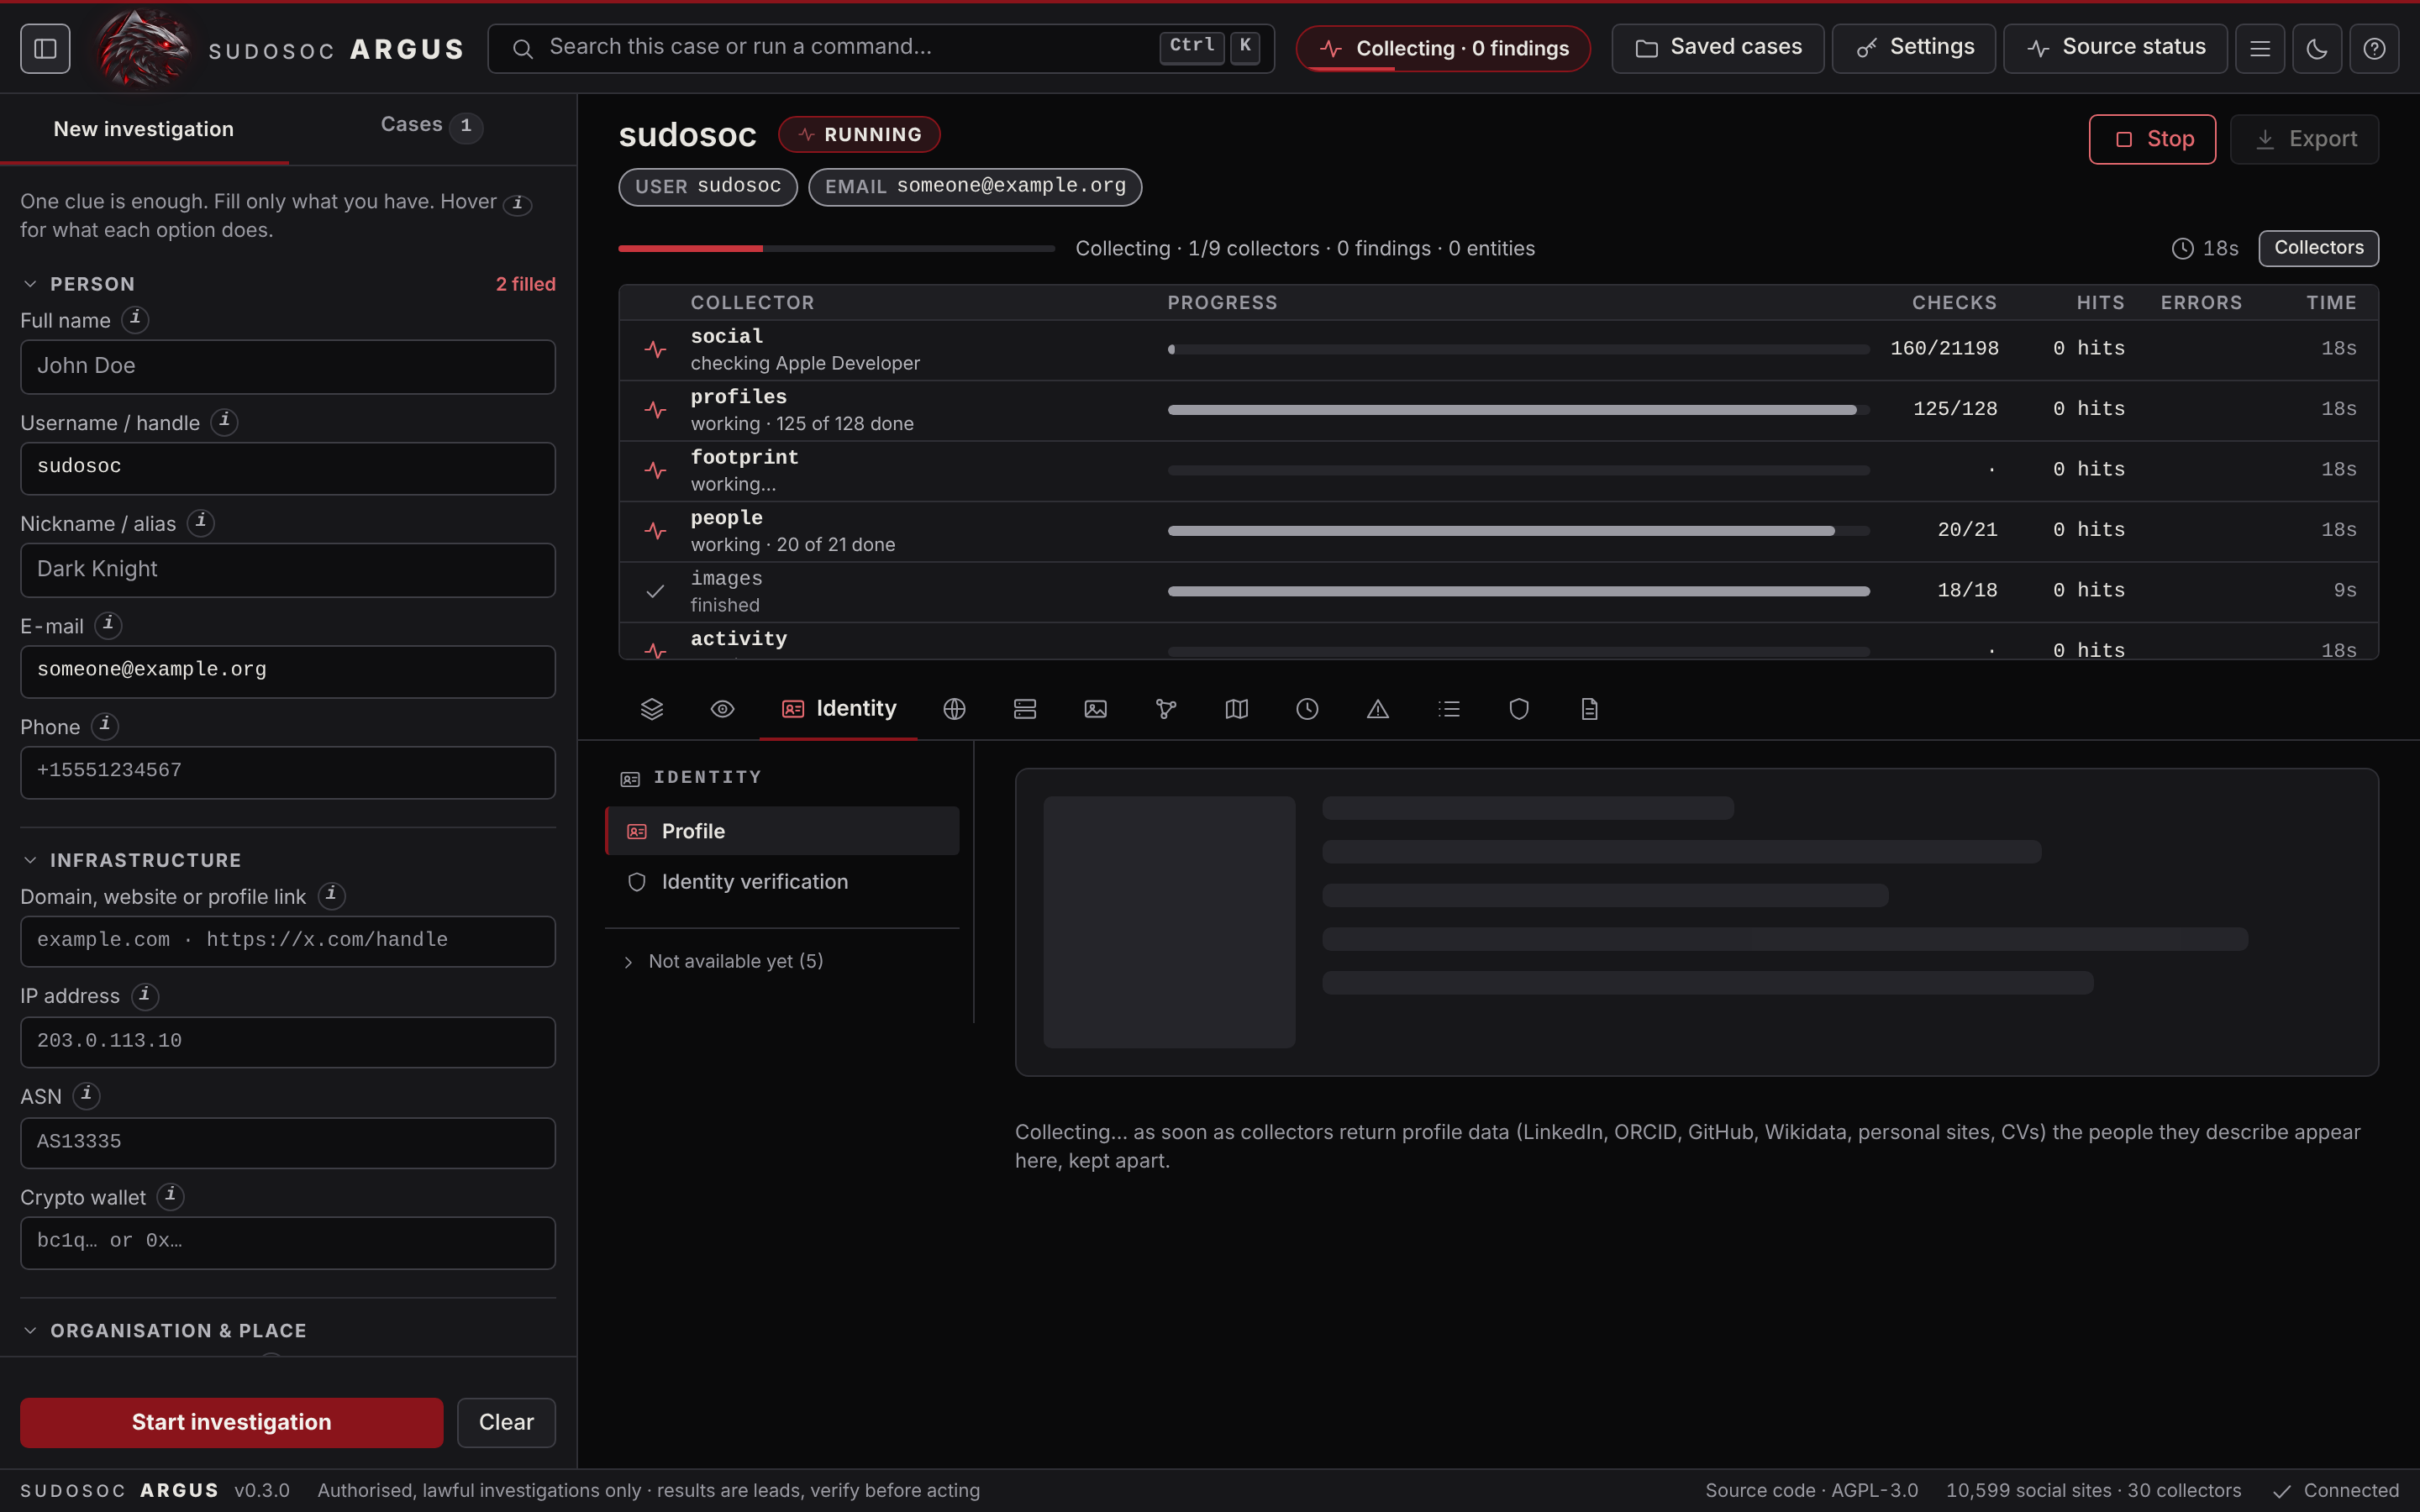 SUDOSOC ARGUS
Search this case or run a command...
Ctrl K
Collecting · 0 findings
Saved cases
Settings
Source status
New investigation
Cases 1
One clue is enough. Fill only what you have. Hover i
for what each option does.
PERSON
2 filled
Full name i
John Doe
Username / handle i
sudosoc
Nickname / alias i
Dark Knight
E-mail i
someone@example.org
Phone i
+15551234567
INFRASTRUCTURE
Domain, website or profile link i
example.com · https://x.com/handle
IP address i
203.0.113.10
ASN i
AS13335
Crypto wallet i
bc1q… or 0x…
ORGANISATION & PLACE
Start investigation
Clear
sudosoc
RUNNING
Stop
Export
USER sudosoc
EMAIL someone@example.org
Collecting · 1/9 collectors · 0 findings · 0 entities
18s
Collectors
COLLECTOR PROGRESS CHECKS HITS ERRORS TIME
social
checking Apple Developer
160/21198 0 hits 18s
profiles
working · 125 of 128 done
125/128 0 hits 18s
footprint
working...
· 0 hits 18s
people
working · 20 of 21 done
20/21 0 hits 18s
images
finished
18/18 0 hits 9s
activity
· 0 hits 18s
Identity
IDENTITY
Profile
Identity verification
Not available yet (5)
Collecting... as soon as collectors return profile data (LinkedIn, ORCID, GitHub, Wikidata, personal sites, CVs) the people they describe appear
here, kept apart.
SUDOSOC ARGUS v0.3.0
Authorised, lawful investigations only · results are leads, verify before acting
Source code · AGPL-3.0
10,599 social sites · 30 collectors
Connected